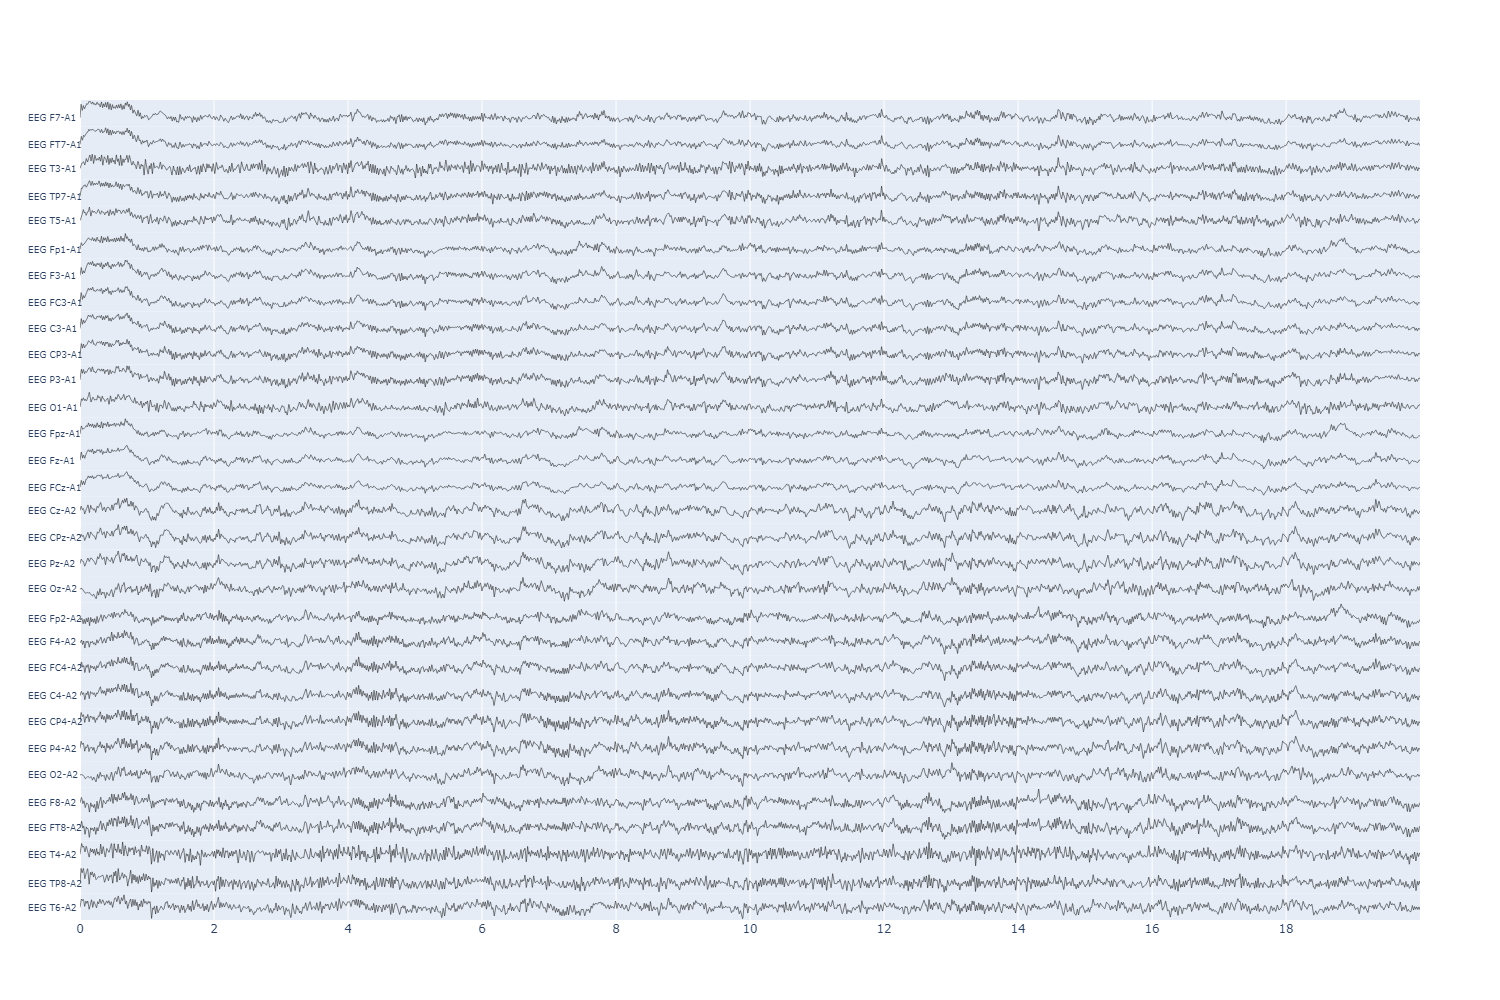 EEG F7-A1
EEG FT7-A1
EEG T3-A1
EEG TP7-A1
EEG T5-A1
EEG Fp1-A1
EEG F3-A1
EEG FC3-A1
EEG C3-A1
EEG CP3-A1
EEG P3-A1
EEG O1-A1
EEG Fpz-A1
EEG Fz-A1
EEG FCz-A1
EEG Cz-A2
EEG CPz-A2
EEG Pz-A2
EEG Oz-A2
EEG Fp2-A2
EEG F4-A2
EEG FC4-A2
EEG C4-A2
EEG CP4-A2
EEG P4-A2
EEG O2-A2
EEG F8-A2
EEG FT8-A2
EEG T4-A2
EEG TP8-A2
EEG T6-A2
0 2 4 6 8 10 12 14 16 18